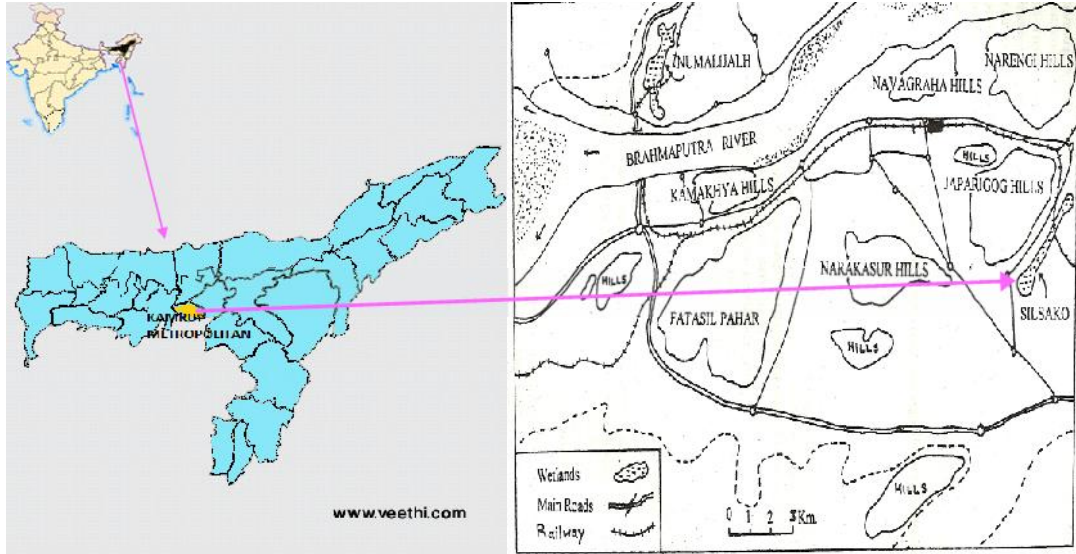 KAMRUP
METROPOLITAN
www.veethi.com
NUMALIJALH
NARENGI HILLS
NAVAGRAHA HILLS
BRAHMAPUTRA RIVER
HILLS
KAMAKHYA HILLS
JAPARIGOG HILLS
NARAKASUR HILLS
HILLS
SILSAKO
FATASIL PAHAR
HILLS
HILLS
Wetlands
Main Roads
Railway
0 1 2 3 Km.